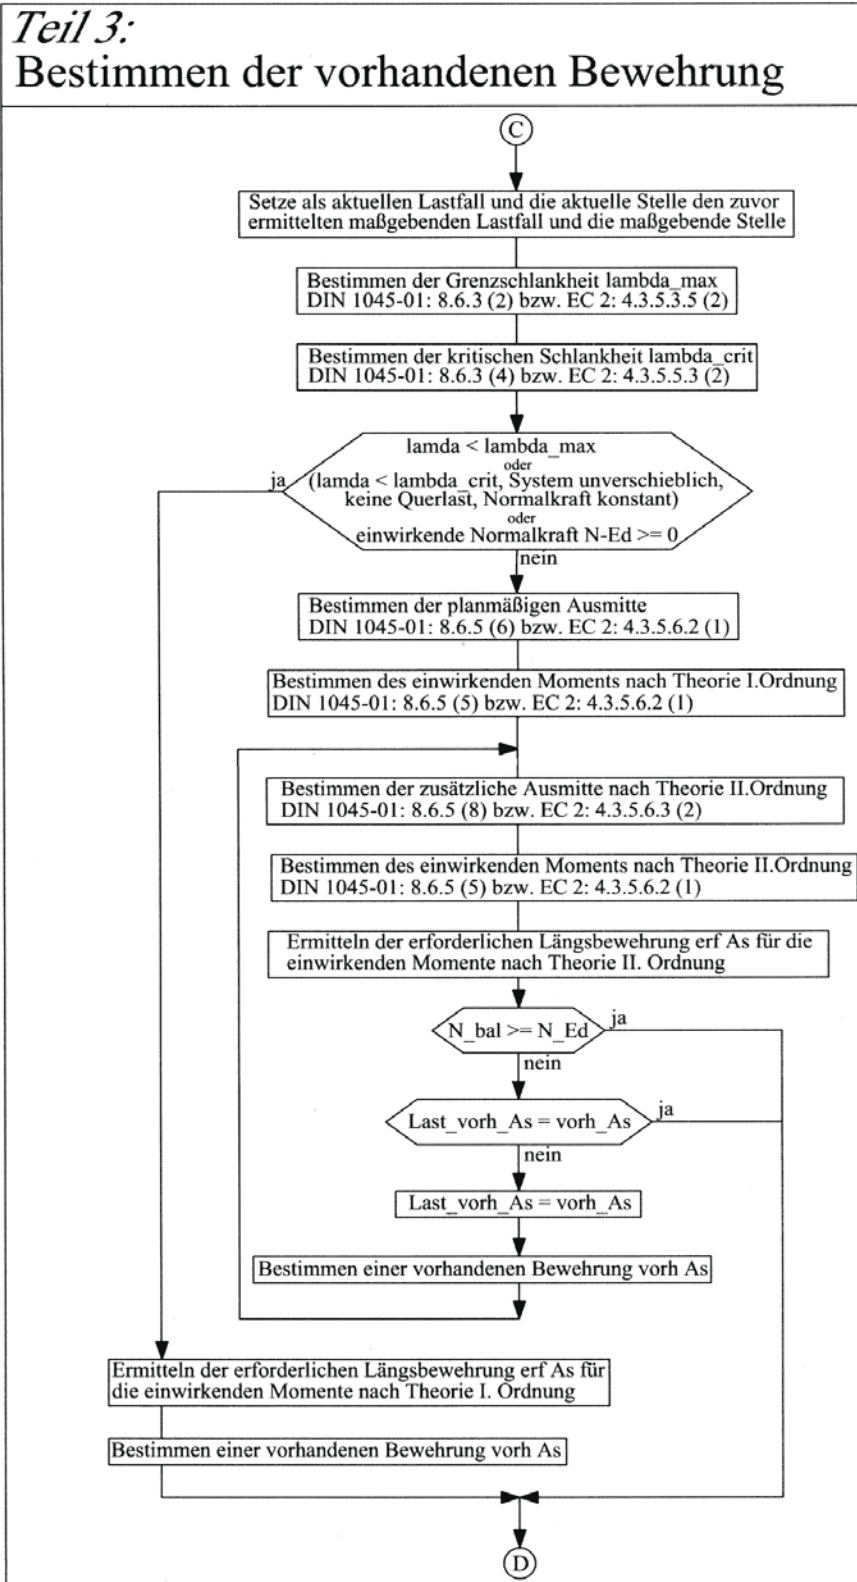 Teil 3:
Bestimmen der vorhandenen Bewehrung
C
Setze als aktuellen Lastfall und die aktuelle Stelle den zuvor
ermittelten maßgebenden Lastfall und die maßgebende Stelle
Bestimmen der Grenzschlankheit lambda_max
DIN 1045-01: 8.6.3 (2) bzw. EC 2: 4.3.5.3.5 (2)
Bestimmen der kritischen Schlankheit lambda_crit
DIN 1045-01: 8.6.3 (4) bzw. EC 2: 4.3.5.5.3 (2)
lamda < lambda_max
oder
ja
(lamda < lambda_crit, System unverschieblich,
keine Querlast, Normalkraft konstant)
oder
einwirkende Normalkraft N-Ed >= 0
nein
Bestimmen der planmäßigen Ausmitte
DIN 1045-01: 8.6.5 (6) bzw. EC 2: 4.3.5.6.2 (1)
Bestimmen des einwirkenden Moments nach Theorie I.Ordnung
DIN 1045-01: 8.6.5 (5) bzw. EC 2: 4.3.5.6.2 (1)
Bestimmen der zusätzliche Ausmitte nach Theorie II.Ordnung
DIN 1045-01: 8.6.5 (8) bzw. EC 2: 4.3.5.6.3 (2)
Bestimmen des einwirkenden Moments nach Theorie II.Ordnung
DIN 1045-01: 8.6.5 (5) bzw. EC 2: 4.3.5.6.2 (1)
Ermitteln der erforderlichen Längsbewehrung erf As für die
einwirkenden Momente nach Theorie II. Ordnung
N_bal >= N_Ed
ja
nein
Last_vorh_As = vorh_As
ja
nein
Last_vorh_As = vorh_As
Bestimmen einer vorhandenen Bewehrung vorh As
Ermitteln der erforderlichen Längsbewehrung erf As für
die einwirkenden Momente nach Theorie I. Ordnung
Bestimmen einer vorhandenen Bewehrung vorh As
D